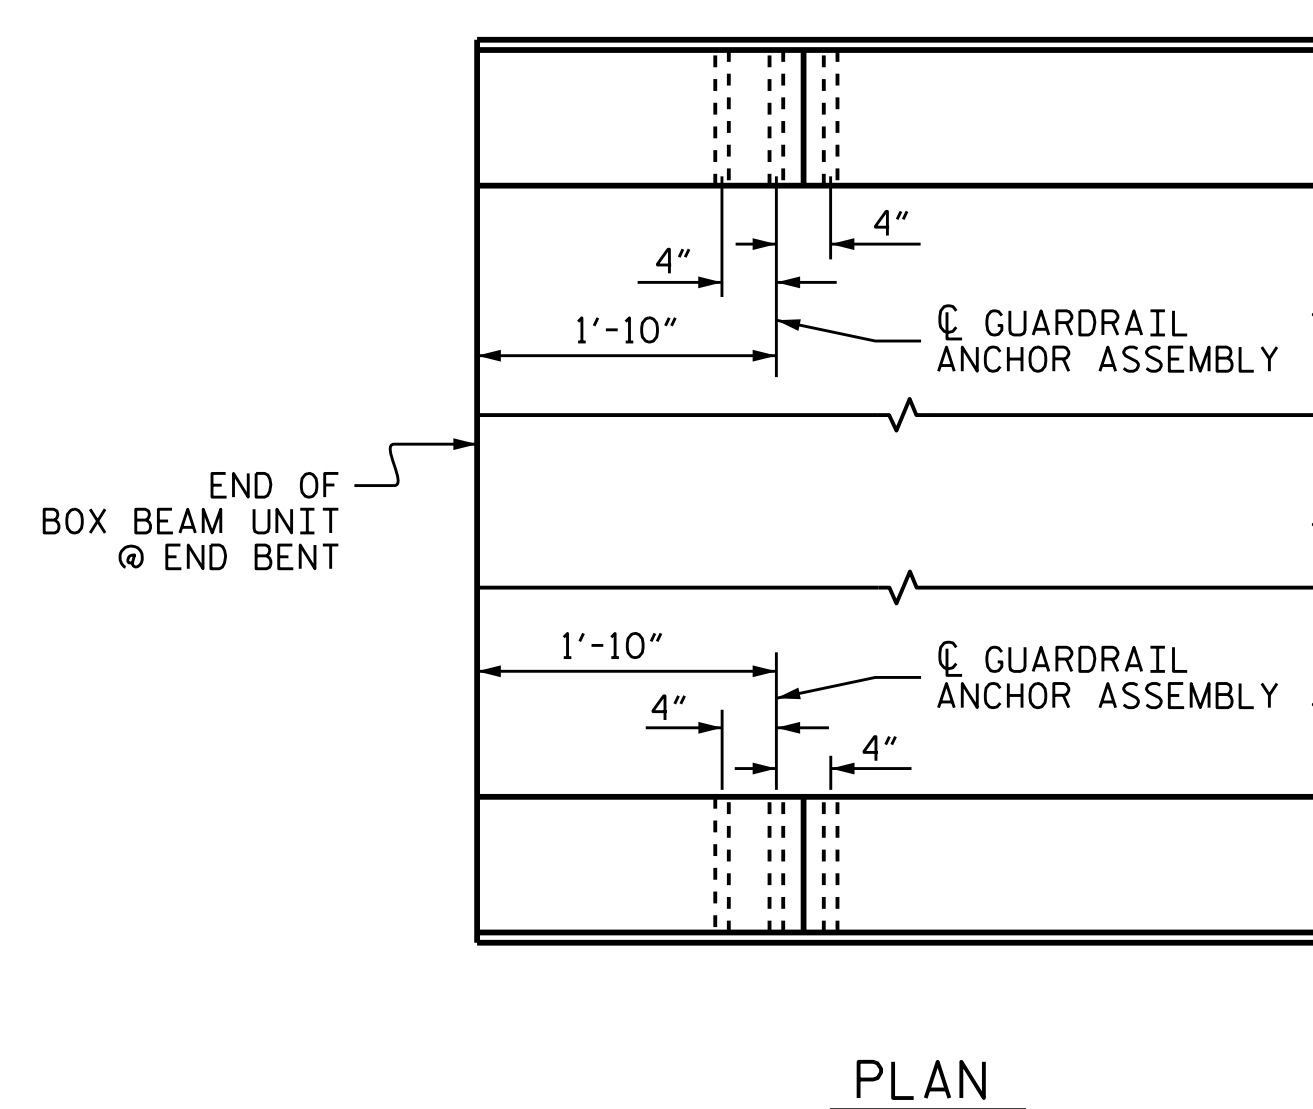 4"
4"
1'-10"
℄ GUARDRAIL
ANCHOR ASSEMBLY
END OF
BOX BEAM UNIT
@ END BENT
1'-10"
℄ GUARDRAIL
ANCHOR ASSEMBLY
4"
4"
PLAN